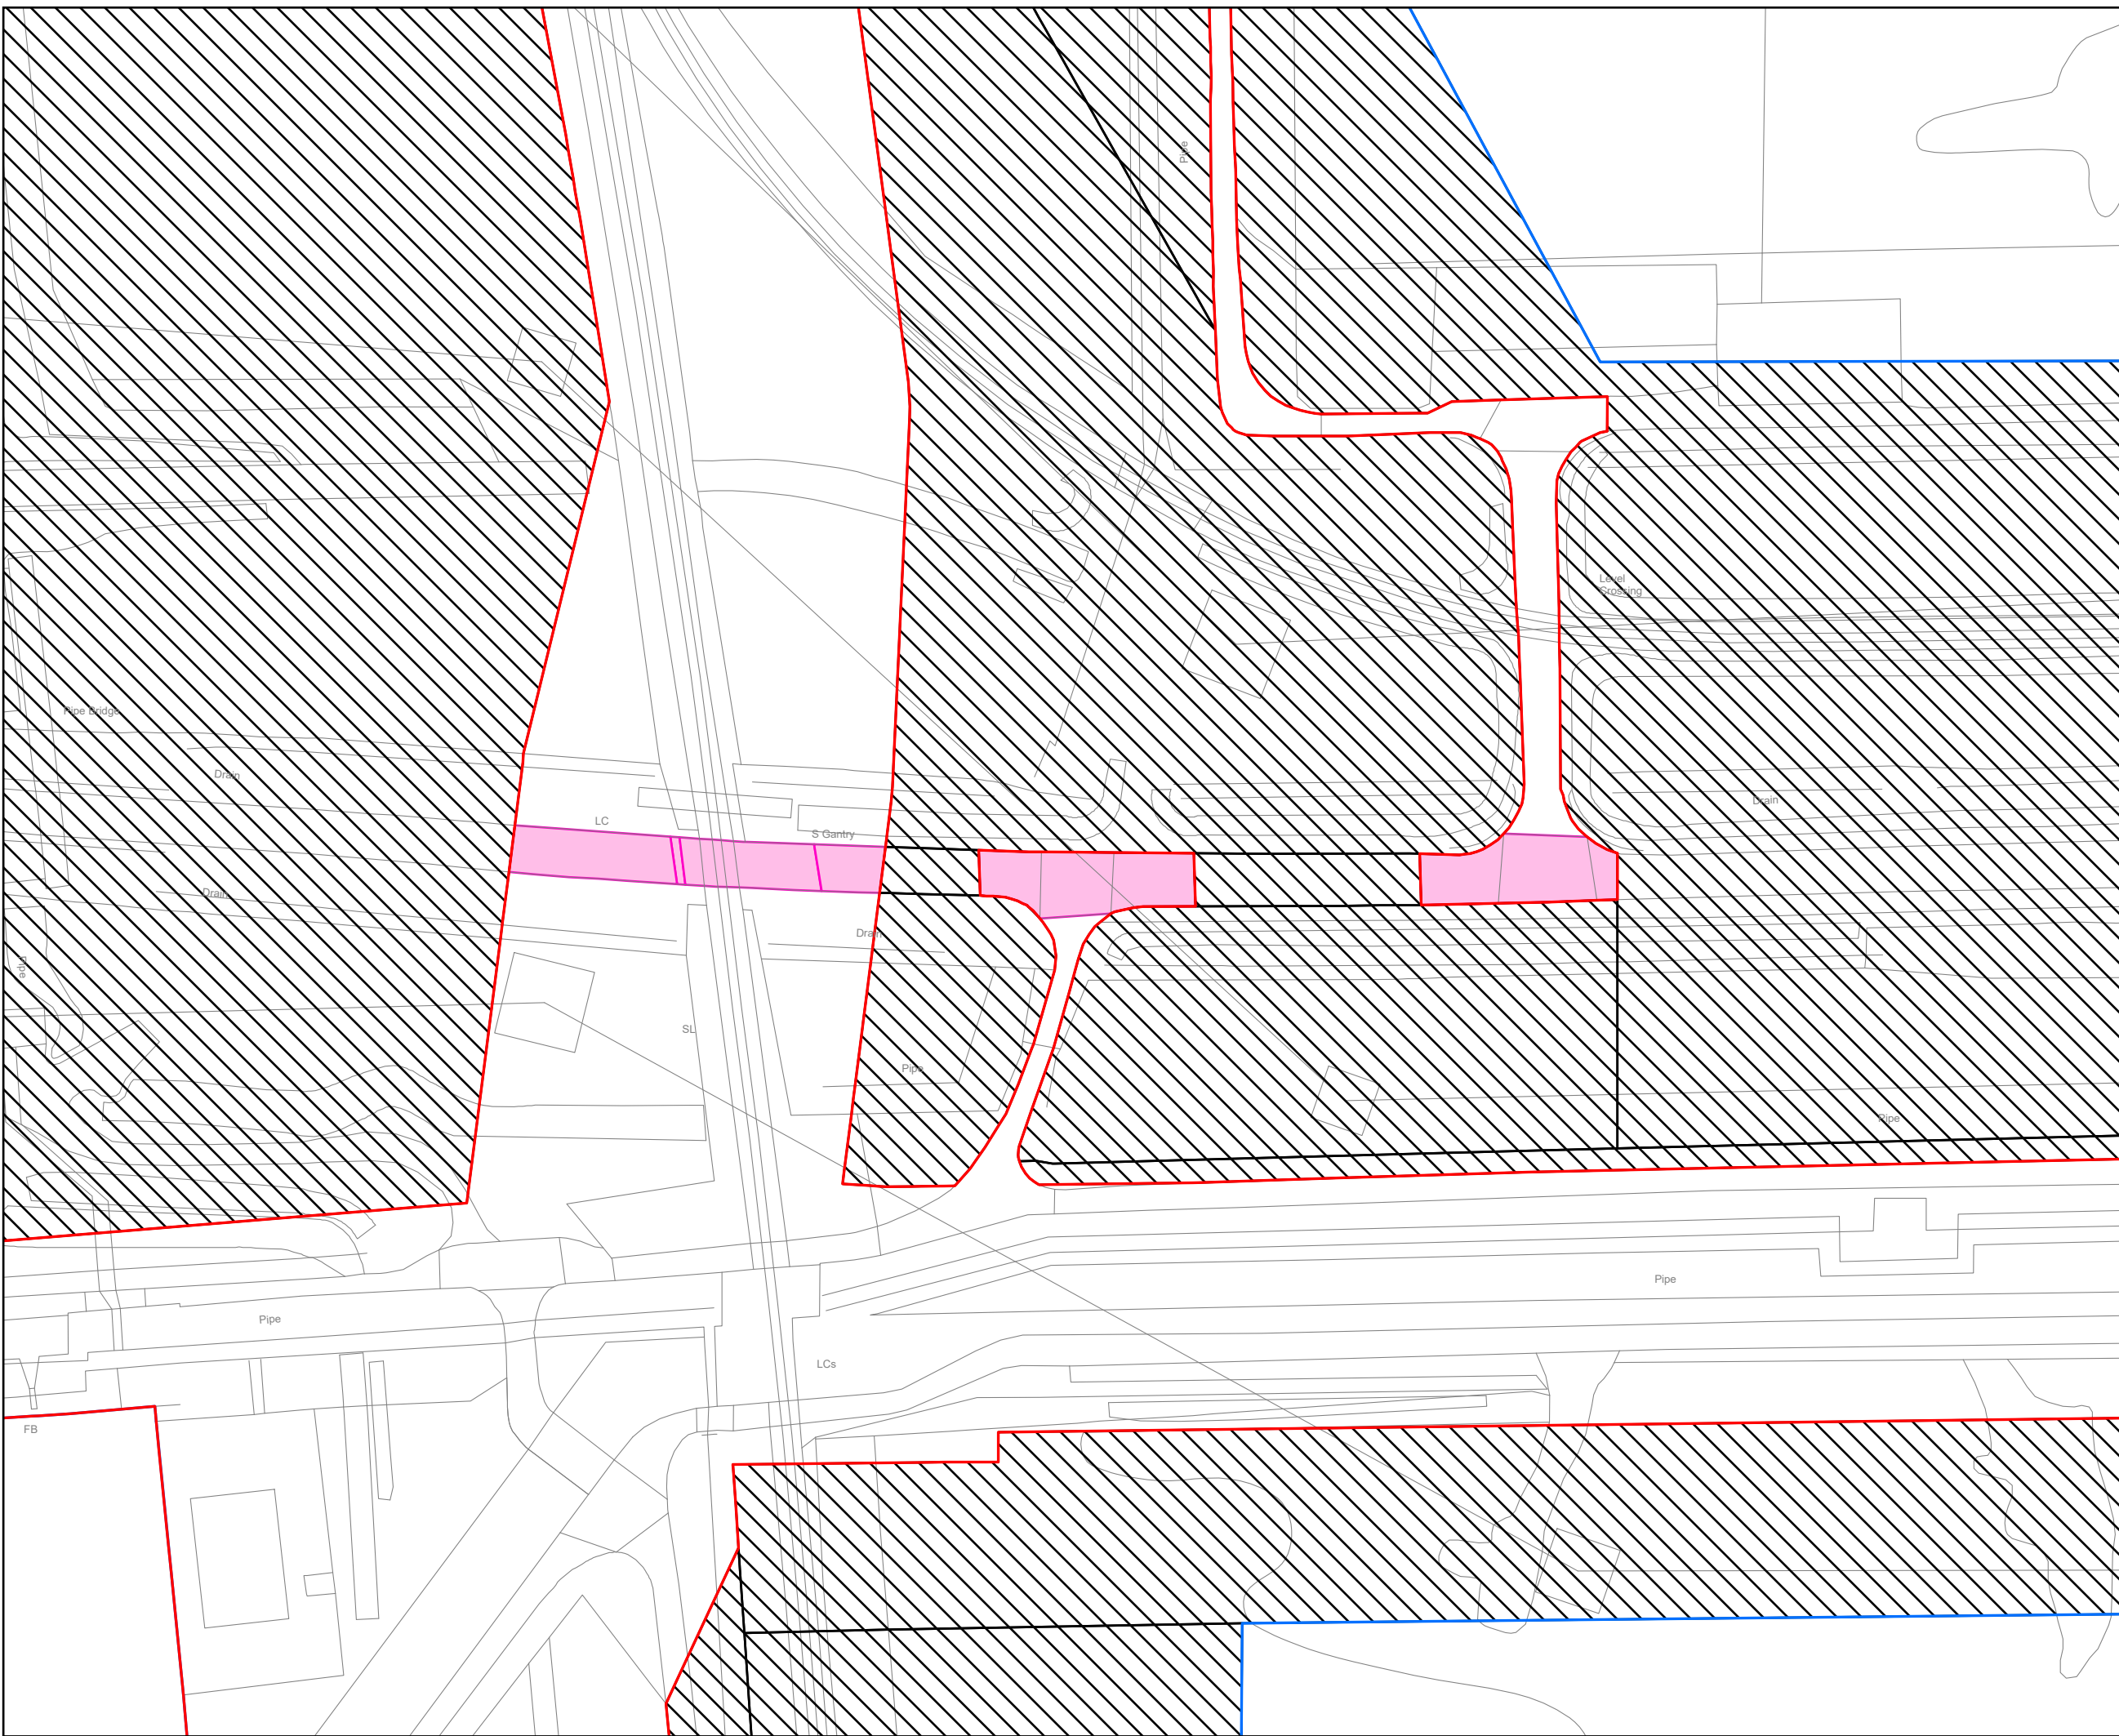 Pipe
Level
Crossing
Pipe Bridge
Drain
Drain
LC
S Gantry
Drain
Drain
Pipe
SL
Pipe
Pipe
Pipe
Pipe
LCs
FB